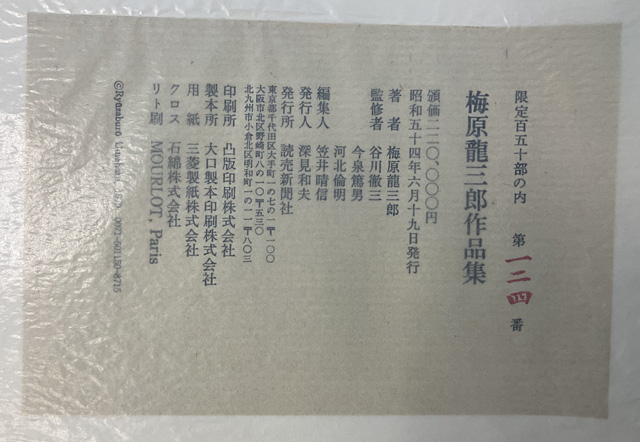 限定百五十部の内 第一二四番
梅原龍三郎作品集
頒価二二〇、〇〇〇円
昭和五十四年六月十九日発行
著者 梅原龍三郎
監修者 谷川徹三
今泉篤男
河北倫明
編集人 笠井晴信
発行人 深見和夫
発行所 読売新聞社
東京都千代田区大手町一の七の一〒一〇〇
大阪市北区野崎町八の一〇〒五三〇
北九州市小倉北区明和町一の一一〒八〇三
印刷所 凸版印刷株式会社
製本所 大口製本印刷株式会社
用紙 三菱製紙株式会社
クロス 石綿株式会社
リト刷 MOURLOT, Paris
©Ryūzaburō Umehara 1979 0971-501150-8715